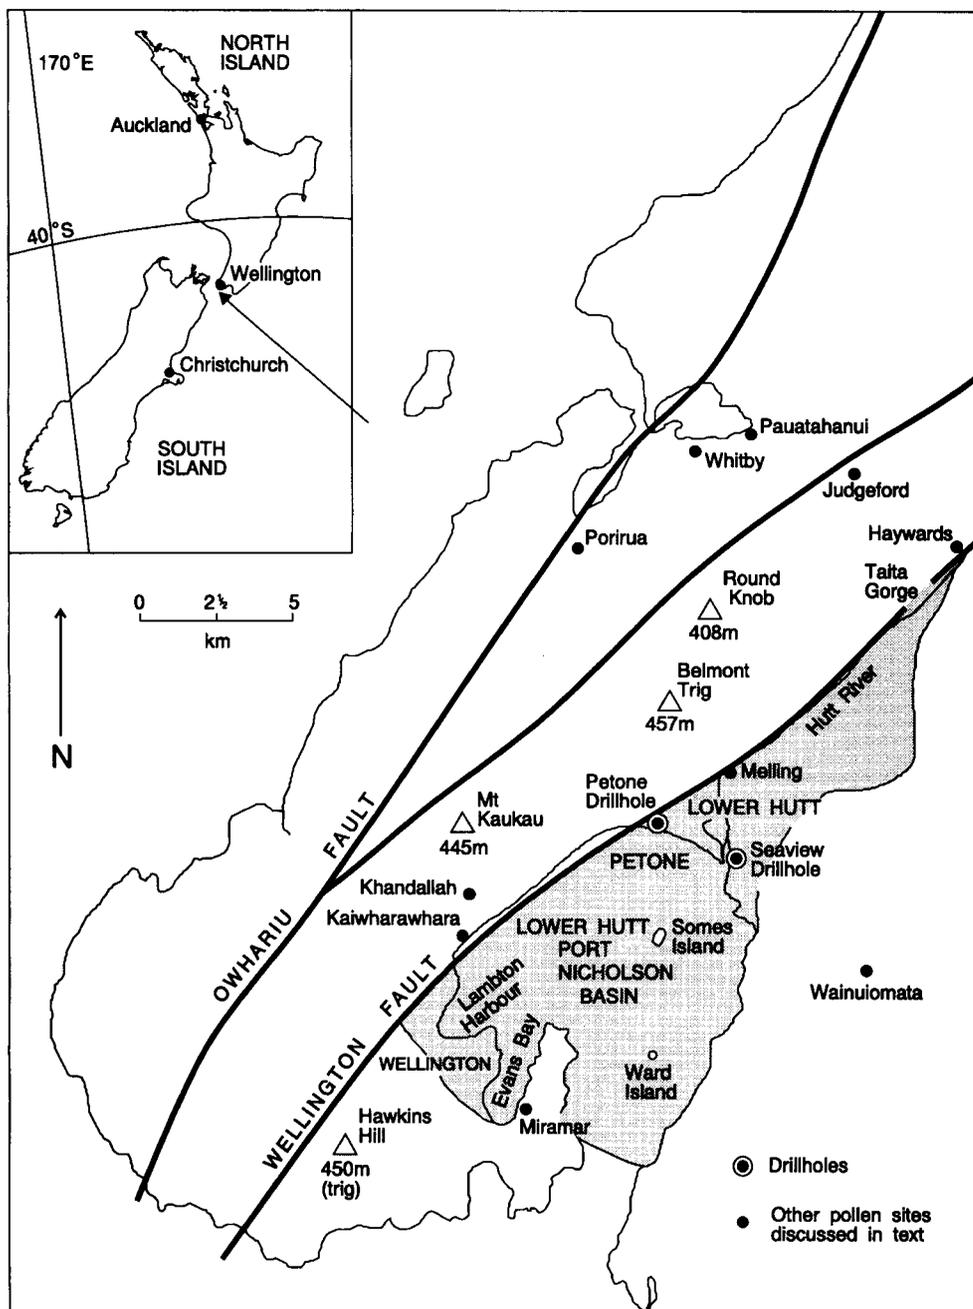 NORTH
ISLAND
170°E
Auckland
40°S
Wellington
Christchurch
SOUTH
ISLAND
0 2½ 5
km
N
Pauatahanui
Whitby
Judgeford
Porirua
Haywards
Taita
Gorge
Round
Knob
408m
Belmont
Trig
457m
Hutt River
Melling
Petone
Drillhole
LOWER HUTT
Mt
Kaukau
445m
PETONE
Seaview
Drillhole
Khandallah
Kaiwharawhara
OWHARIU FAULT
LOWER HUTT
PORT
NICHOLSON
BASIN
Somes
Island
Wainuiomata
Lambton
Harbour
WELLINGTON FAULT
WELLINGTON
Evans Bay
Ward
Island
Miramar
Hawkins
Hill
450m
(trig)
Drillholes
Other pollen sites
discussed in text